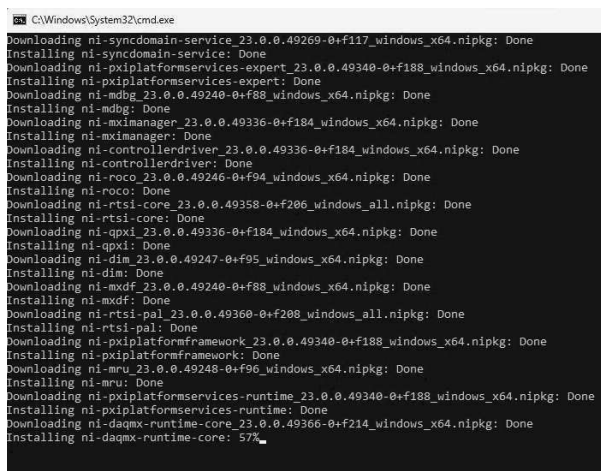 C:\Windows\System32\cmd.exe
Downloading ni-syncdomain-service_23.0.0.49269-0+f117_windows_x64.nipkg: Done
Installing ni-syncdomain-service: Done
Downloading ni-pxiplatformservices-expert_23.0.0.49340-0+f188_windows_x64.nipkg: Done
Installing ni-pxiplatformservices-expert: Done
Downloading ni-mdbg_23.0.0.49240-0+f88_windows_x64.nipkg: Done
Installing ni-mdbg: Done
Downloading ni-mximanager_23.0.0.49336-0+f184_windows_x64.nipkg: Done
Installing ni-mximanager: Done
Downloading ni-controllerdriver_23.0.0.49336-0+f184_windows_x64.nipkg: Done
Installing ni-controllerdriver: Done
Downloading ni-roco_23.0.0.49246-0+f94_windows_x64.nipkg: Done
Installing ni-roco: Done
Downloading ni-rtsi-core_23.0.0.49358-0+f206_windows_all.nipkg: Done
Installing ni-rtsi-core: Done
Downloading ni-qpxi_23.0.0.49336-0+f184_windows_x64.nipkg: Done
Installing ni-qpxi: Done
Downloading ni-dim_23.0.0.49247-0+f95_windows_x64.nipkg: Done
Installing ni-dim: Done
Downloading ni-mxdf_23.0.0.49240-0+f88_windows_x64.nipkg: Done
Installing ni-mxdf: Done
Downloading ni-rtsi-pal_23.0.0.49360-0+f208_windows_all.nipkg: Done
Installing ni-rtsi-pal: Done
Downloading ni-pxiplatformframework_23.0.0.49340-0+f188_windows_x64.nipkg: Done
Installing ni-pxiplatformframework: Done
Downloading ni-mru_23.0.0.49248-0+f96_windows_x64.nipkg: Done
Installing ni-mru: Done
Downloading ni-pxiplatformservices-runtime_23.0.0.49340-0+f188_windows_x64.nipkg: Done
Installing ni-pxiplatformservices-runtime: Done
Downloading ni-daqmx-runtime-core_23.0.0.49366-0+f214_windows_x64.nipkg: Done
Installing ni-daqmx-runtime-core: 57%